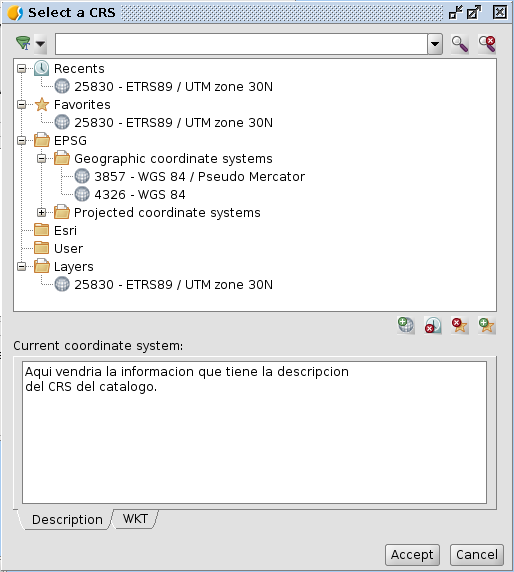 Select a CRS
Recents
25830 - ETRS89 / UTM zone 30N
Favorites
25830 - ETRS89 / UTM zone 30N
EPSG
Geographic coordinate systems
3857 - WGS 84 / Pseudo Mercator
4326 - WGS 84
Projected coordinate systems
Esri
User
Layers
25830 - ETRS89 / UTM zone 30N
Current coordinate system:
Aqui vendria la informacion que tiene la descripcion
del CRS del catalogo.
Description WKT
Accept Cancel